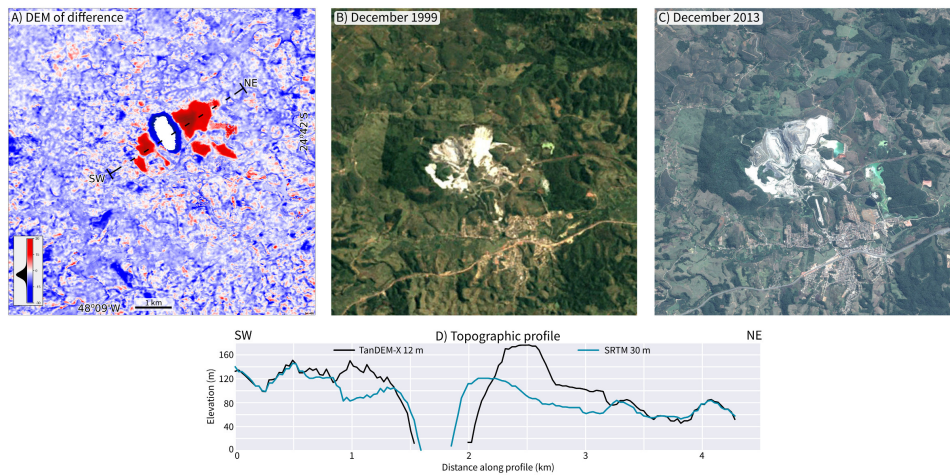 A) DEM of difference
B) December 1999
C) December 2013
NE
24°42'S
SW
48°09'W
1 km
SW
D) Topographic profile
NE
TanDEM-X 12 m
SRTM 30 m
Elevation (m)
160
120
80
40
0
0
1
2
3
4
Distance along profile (km)